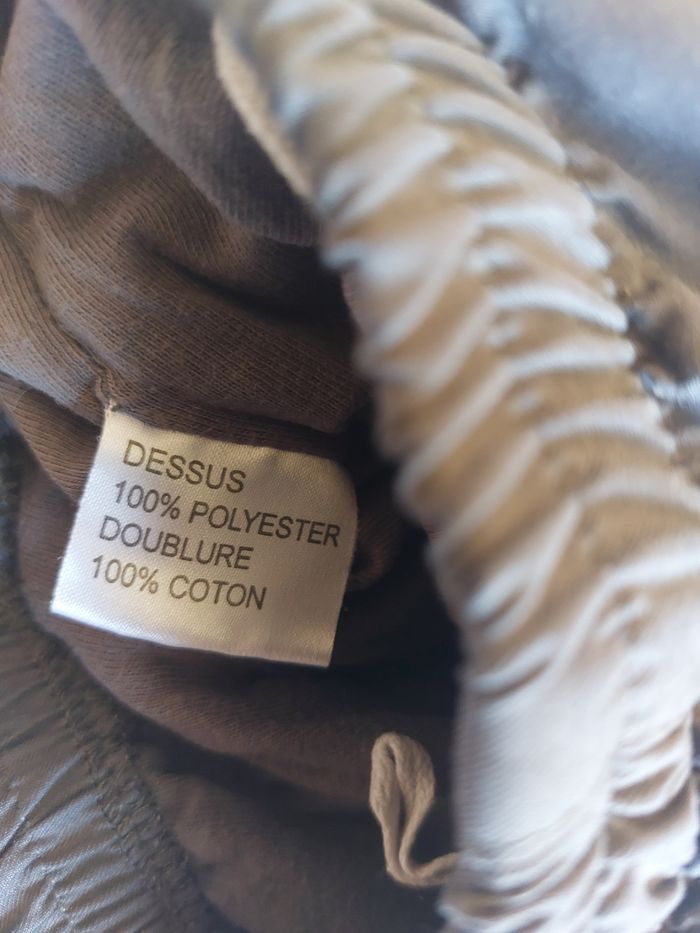 DESSUS
100% POLYESTER
DOUBLURE
100% COTON